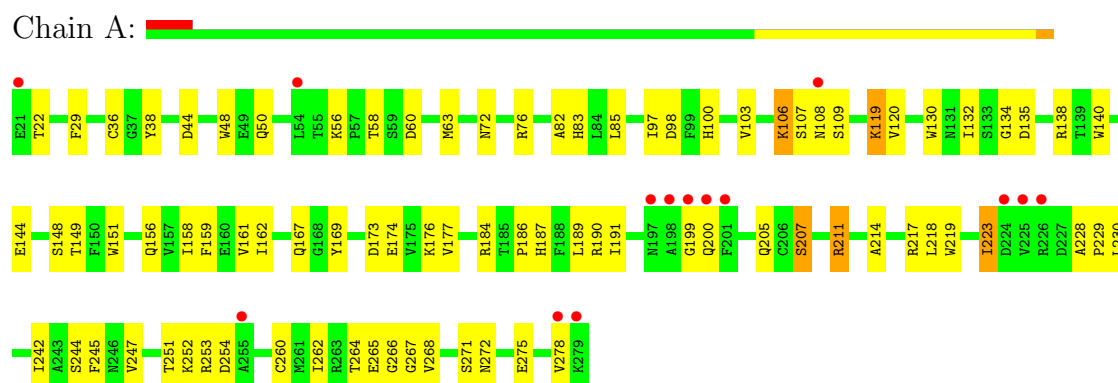 Chain A:
E21 T22 F29 C36 G37 Y38 D44 W48 E49 Q50 L54 T55 K56 P57 T58 S59 D60 M63 N72 R76 A82 H83 L84 L85 I97 D98 F99 H100 V103 K106 S107 N108 S109 K119 V120 W130 N131 I132 S133 G134 D135 R138 T139 W140
E144 S148 T149 F150 W151 Q156 V157 I158 F159 E160 V161 I162 Q167 G168 Y169 D173 E174 V175 K176 V177 R184 T185 P186 H187 F188 L189 R190 I191 N197 A198 G199 Q200 F201 Q205 C206 S207 R211 A214 R217 L218 W219 I223 D224 V225 R226 D227 A228 P229
I242 A243 S244 F245 N246 V247 T251 K252 R253 D254 A255 C260 M261 I262 R263 T264 E265 G266 G267 V268 S271 N272 E275 V278 K279